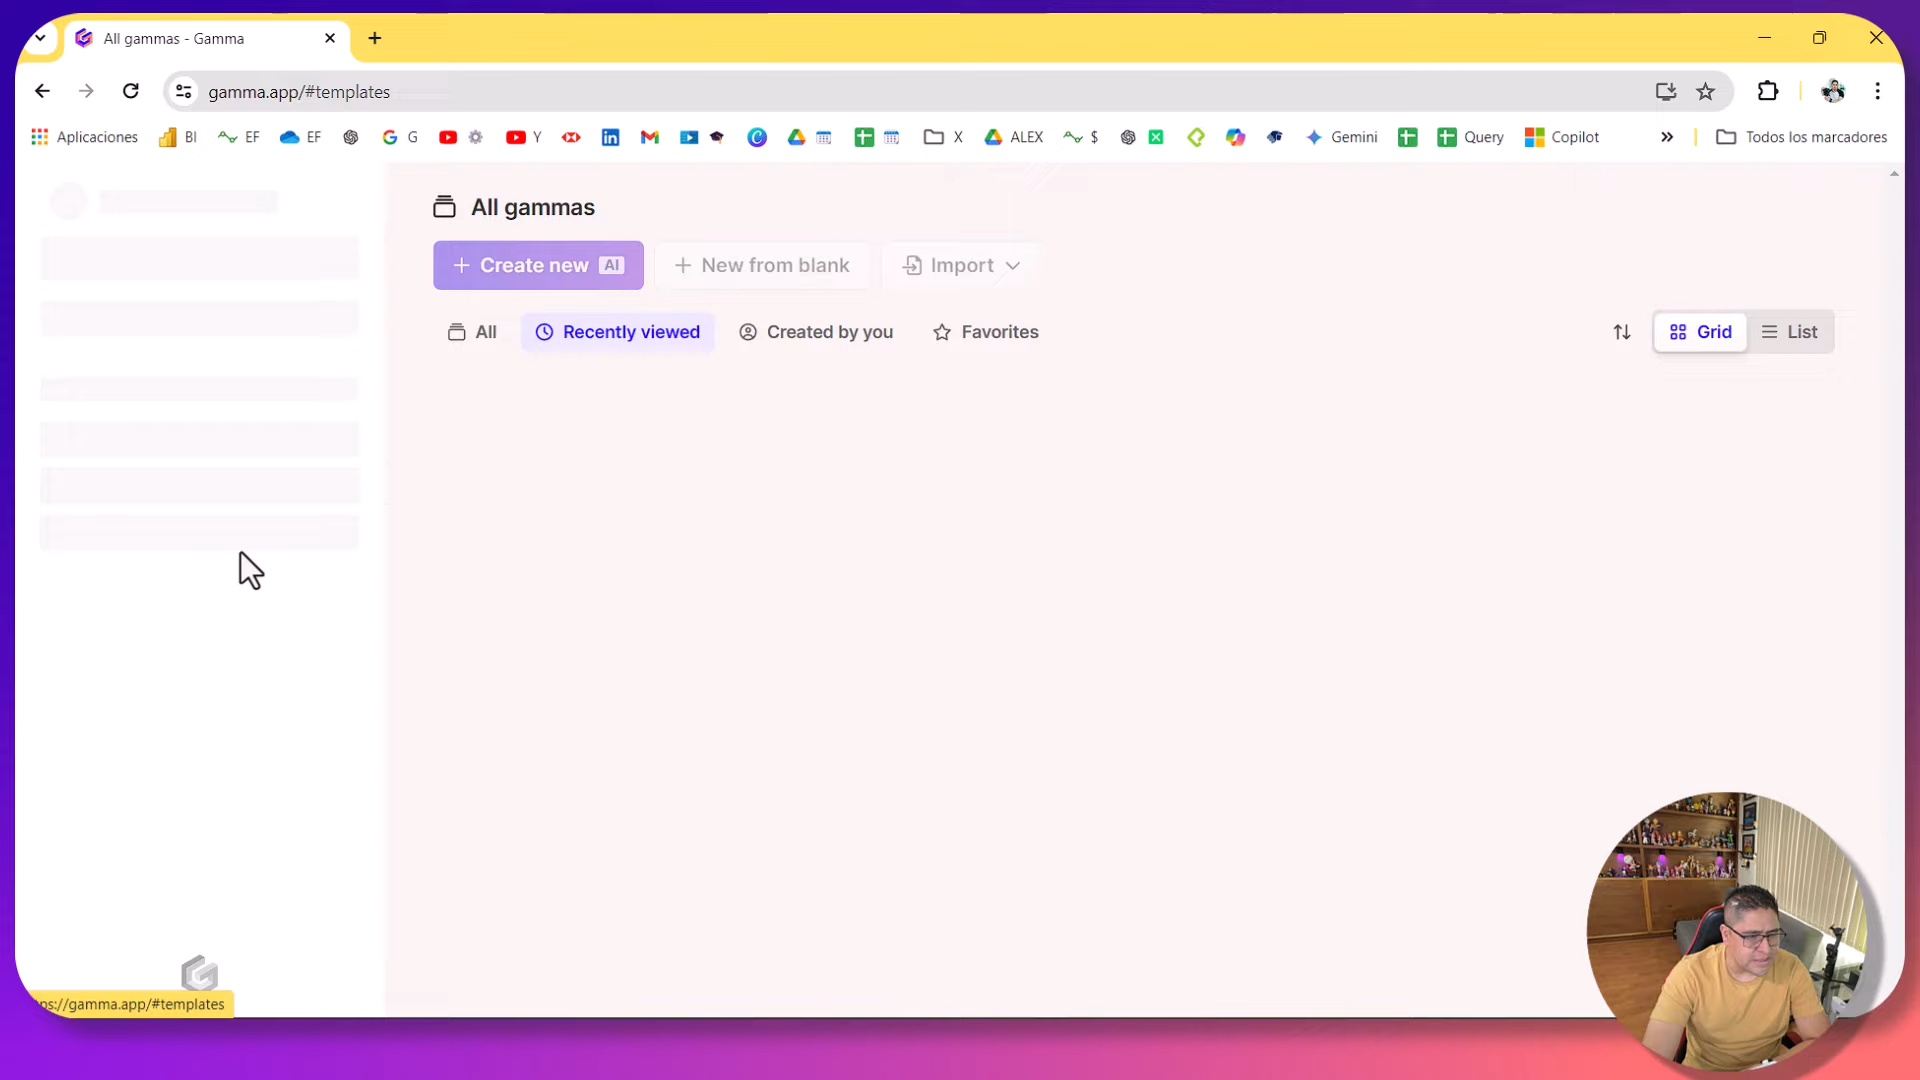 All gammas - Gamma
gamma.app/#templates
Aplicaciones BI EF EF G Y X ALEX $ Gemini Query Copilot » Todos los marcadores
All gammas
+ Create new AI + New from blank Import
All Recently viewed Created by you Favorites Grid List
ps://gamma.app/#templates